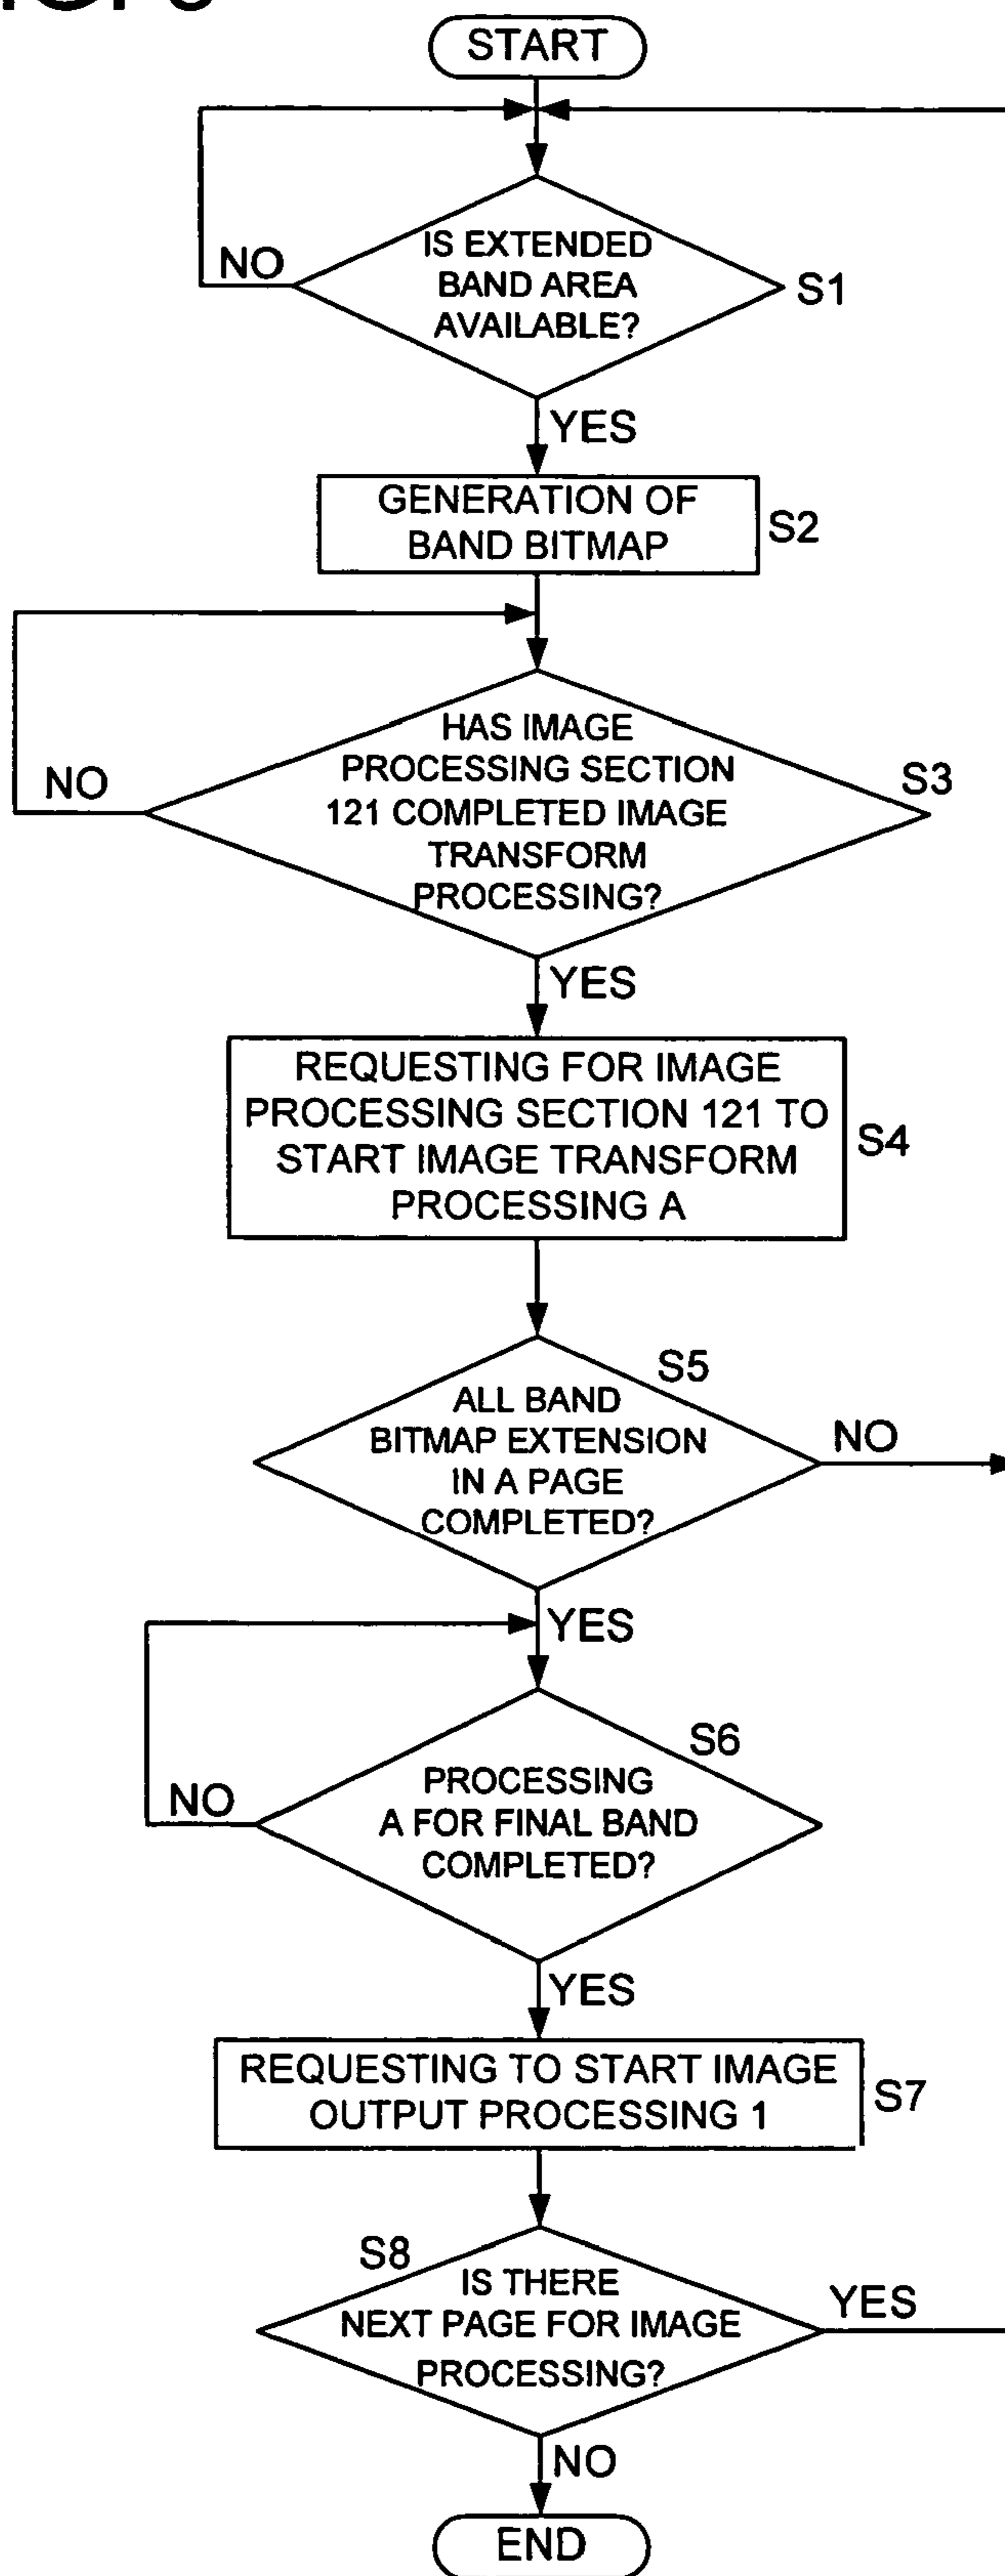 START
IS EXTENDED
BAND AREA
AVAILABLE?
S1
NO
YES
GENERATION OF
BAND BITMAP
S2
HAS IMAGE
PROCESSING SECTION
121 COMPLETED IMAGE
TRANSFORM
PROCESSING?
S3
NO
YES
REQUESTING FOR IMAGE
PROCESSING SECTION 121 TO
START IMAGE TRANSFORM
PROCESSING A
S4
S5
ALL BAND
BITMAP EXTENSION
IN A PAGE
COMPLETED?
NO
YES
S6
PROCESSING
A FOR FINAL BAND
COMPLETED?
NO
YES
REQUESTING TO START IMAGE
OUTPUT PROCESSING 1
S7
S8
IS THERE
NEXT PAGE FOR IMAGE
PROCESSING?
YES
NO
END